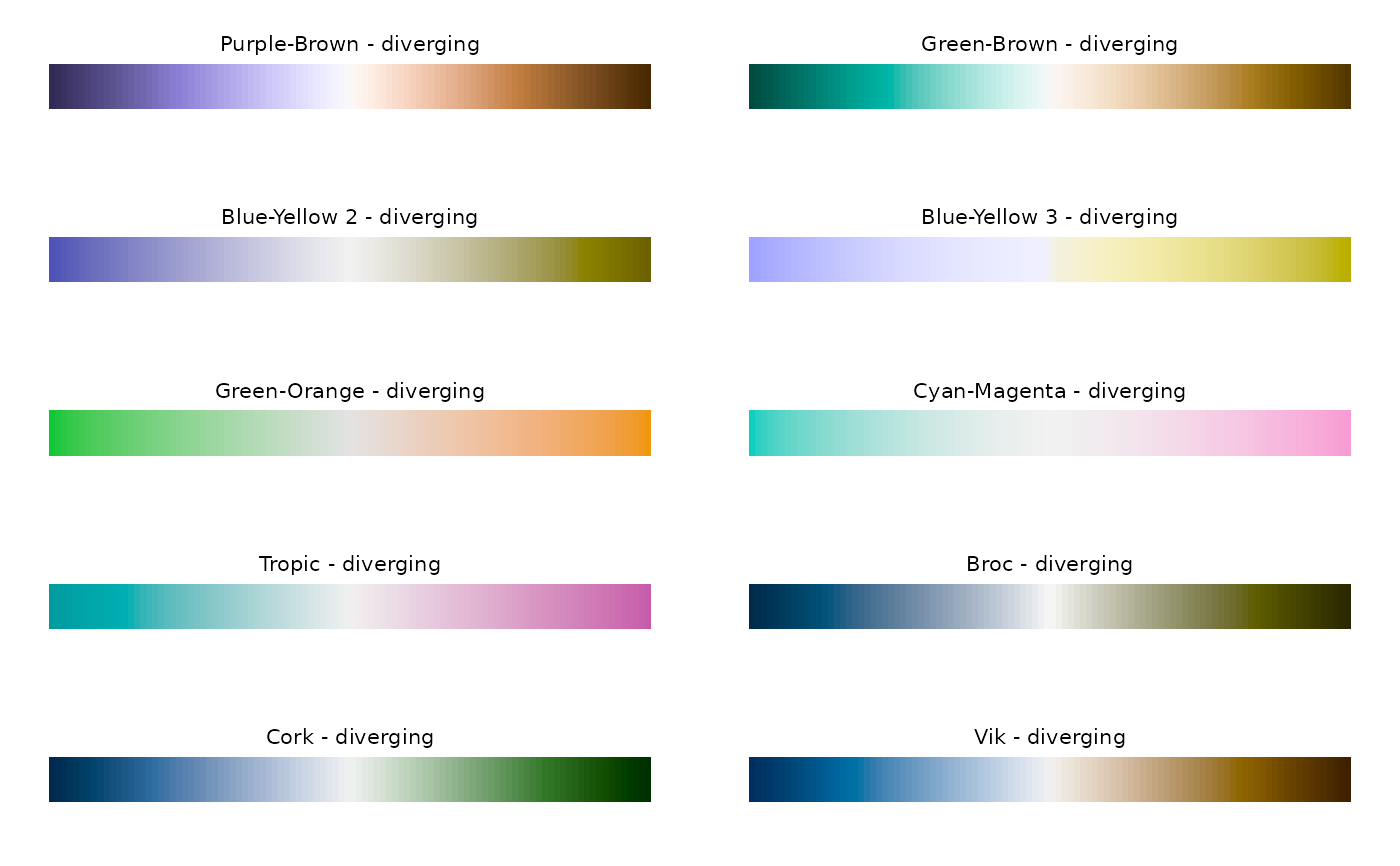 Purple-Brown - diverging
Green-Brown - diverging
Blue-Yellow 2 - diverging
Blue-Yellow 3 - diverging
Green-Orange - diverging
Cyan-Magenta - diverging
Tropic - diverging
Broc - diverging
Cork - diverging
Vik - diverging